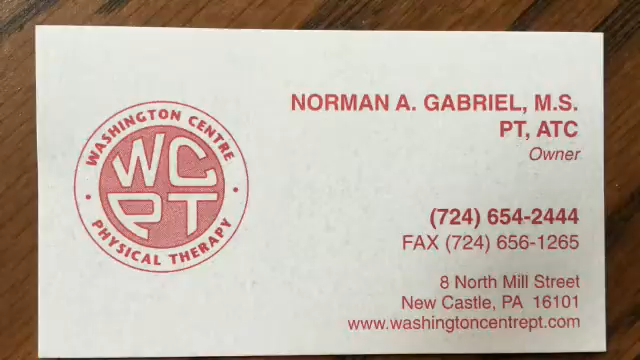 WASHINGTON CENTRE
WC
PT
PHYSICAL THERAPY
NORMAN A. GABRIEL, M.S.
PT, ATC
Owner
(724) 654-2444
FAX (724) 656-1265
8 North Mill Street
New Castle, PA 16101
www.washingtoncentrept.com